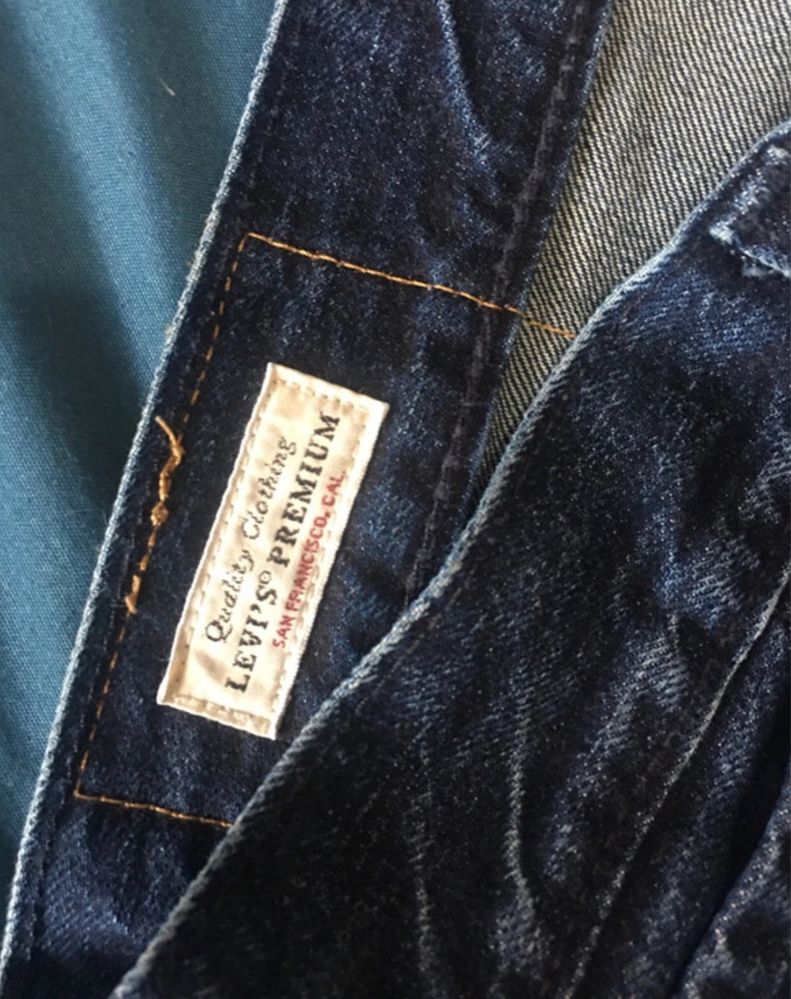 Quality Clothing
LEVI'S® PREMIUM
SAN FRANCISCO, CAL.